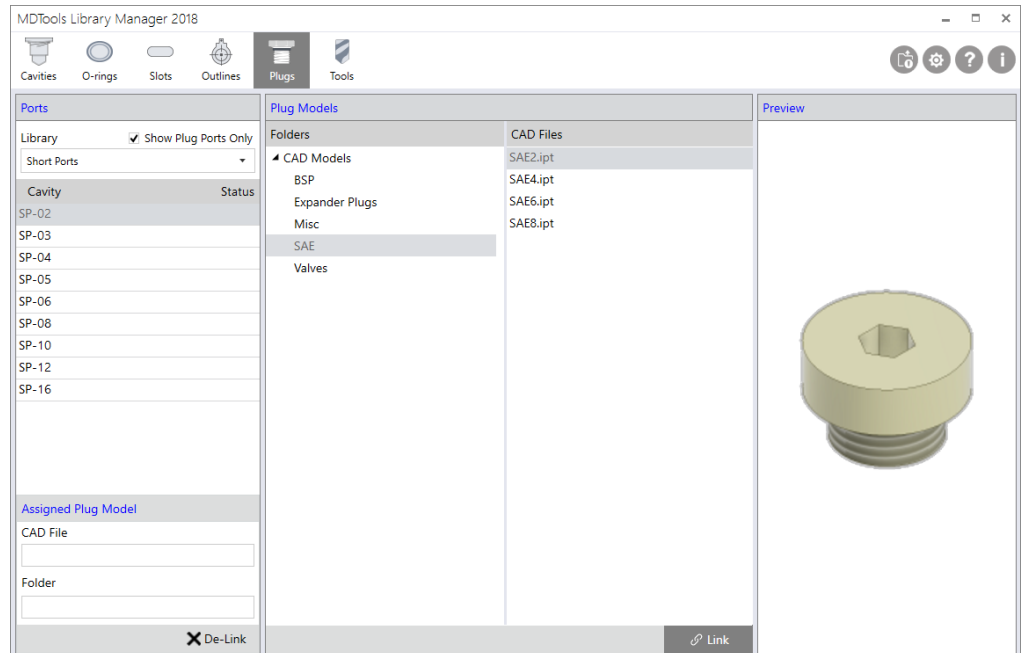 MDTools Library Manager 2018
Cavities O-rings Slots Outlines Plugs Tools
Ports
Library Show Plug Ports Only
Short Ports
Cavity Status
SP-02
SP-03
SP-04
SP-05
SP-06
SP-08
SP-10
SP-12
SP-16
Assigned Plug Model
CAD File
Folder
De-Link
Plug Models
Folders
CAD Models
BSP
Expander Plugs
Misc
SAE
Valves
CAD Files
SAE2.ipt
SAE4.ipt
SAE6.ipt
SAE8.ipt
Link
Preview